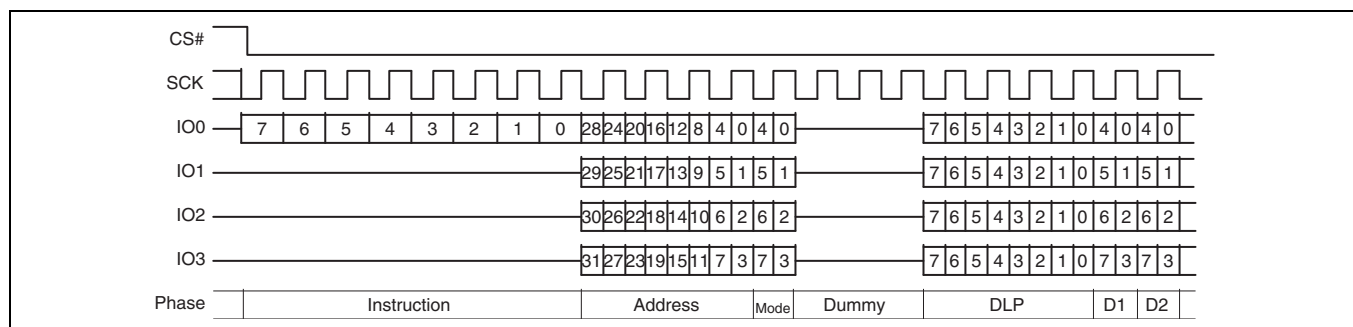 CS#
SCK
IO0 7 6 5 4 3 2 1 0 28 24 20 16 12 8 4 0 4 0 7 6 5 4 3 2 1 0 4 0 4 0
IO1 29 25 21 17 13 9 5 1 5 1 7 6 5 4 3 2 1 0 5 1 5 1
IO2 30 26 22 18 14 10 6 2 6 2 7 6 5 4 3 2 1 0 6 2 6 2
IO3 31 27 23 19 15 11 7 3 7 3 7 6 5 4 3 2 1 0 7 3 7 3
Phase Instruction Address Mode Dummy DLP D1 D2